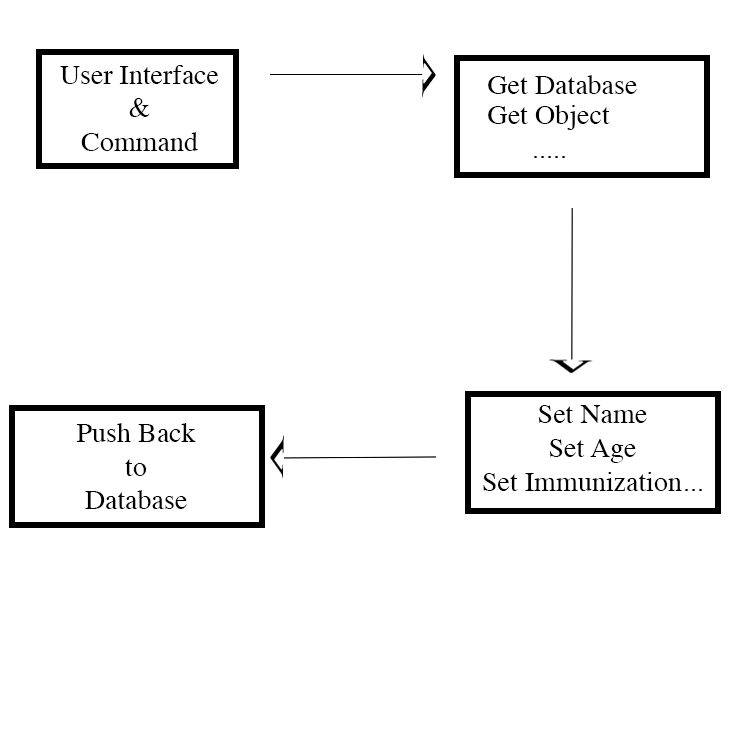 User Interface
&
Command
Get Database
Get Object
.....
Set Name
Set Age
Set Immunization...
Push Back
to
Database